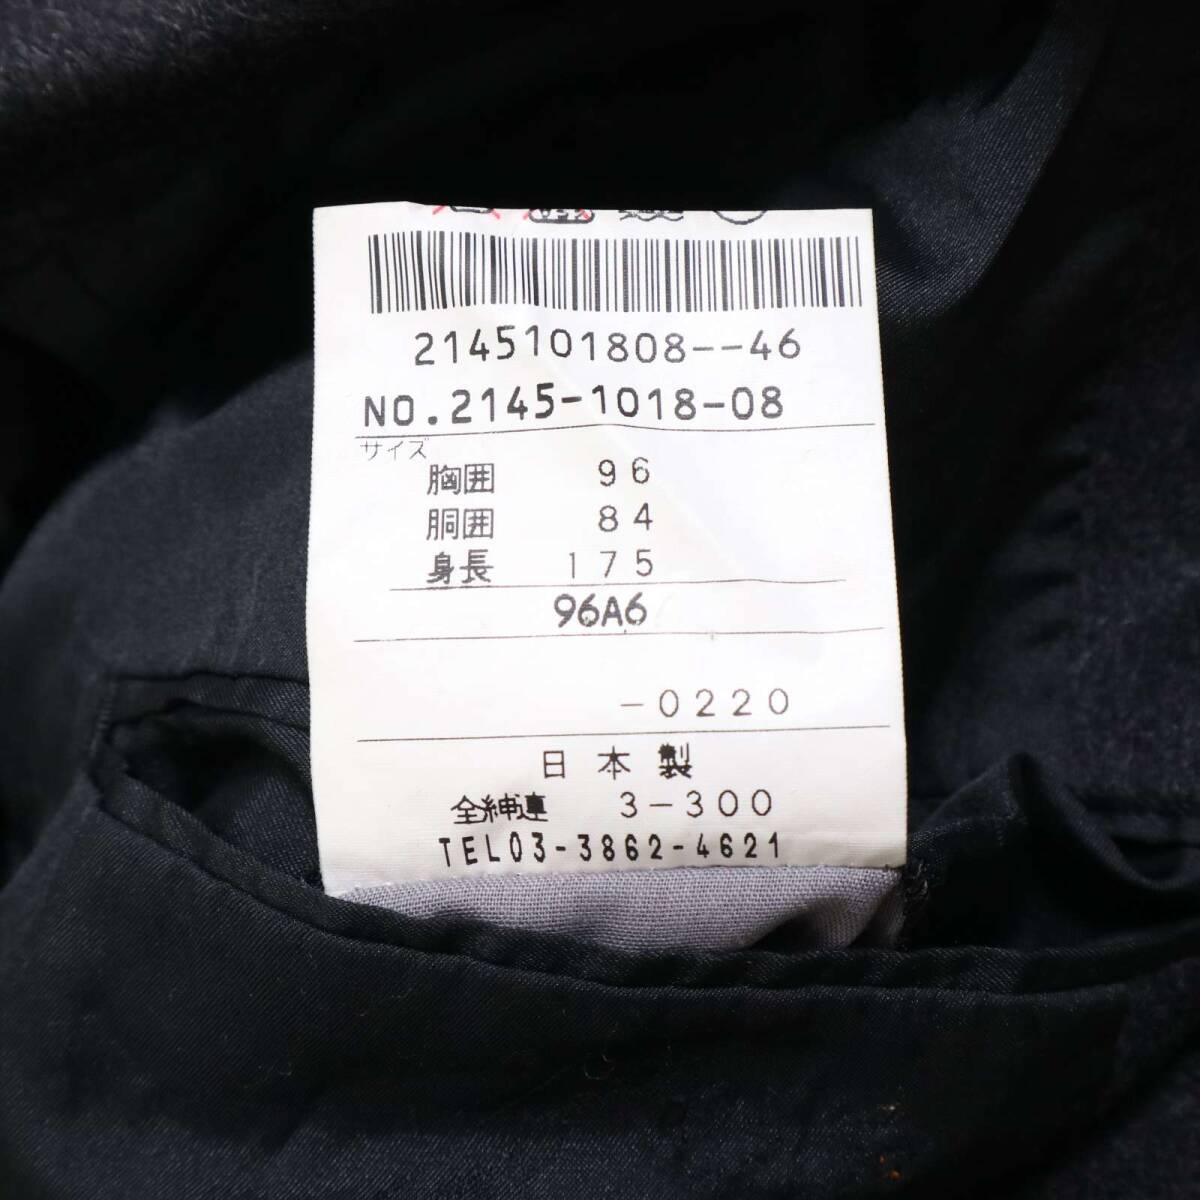 2145101808--46
NO.2145-1018-08
サイズ
胸囲 96
胴囲 84
身長 175
96A6
-0220
日本製
全紳連 3-300
TEL03-3862-4621